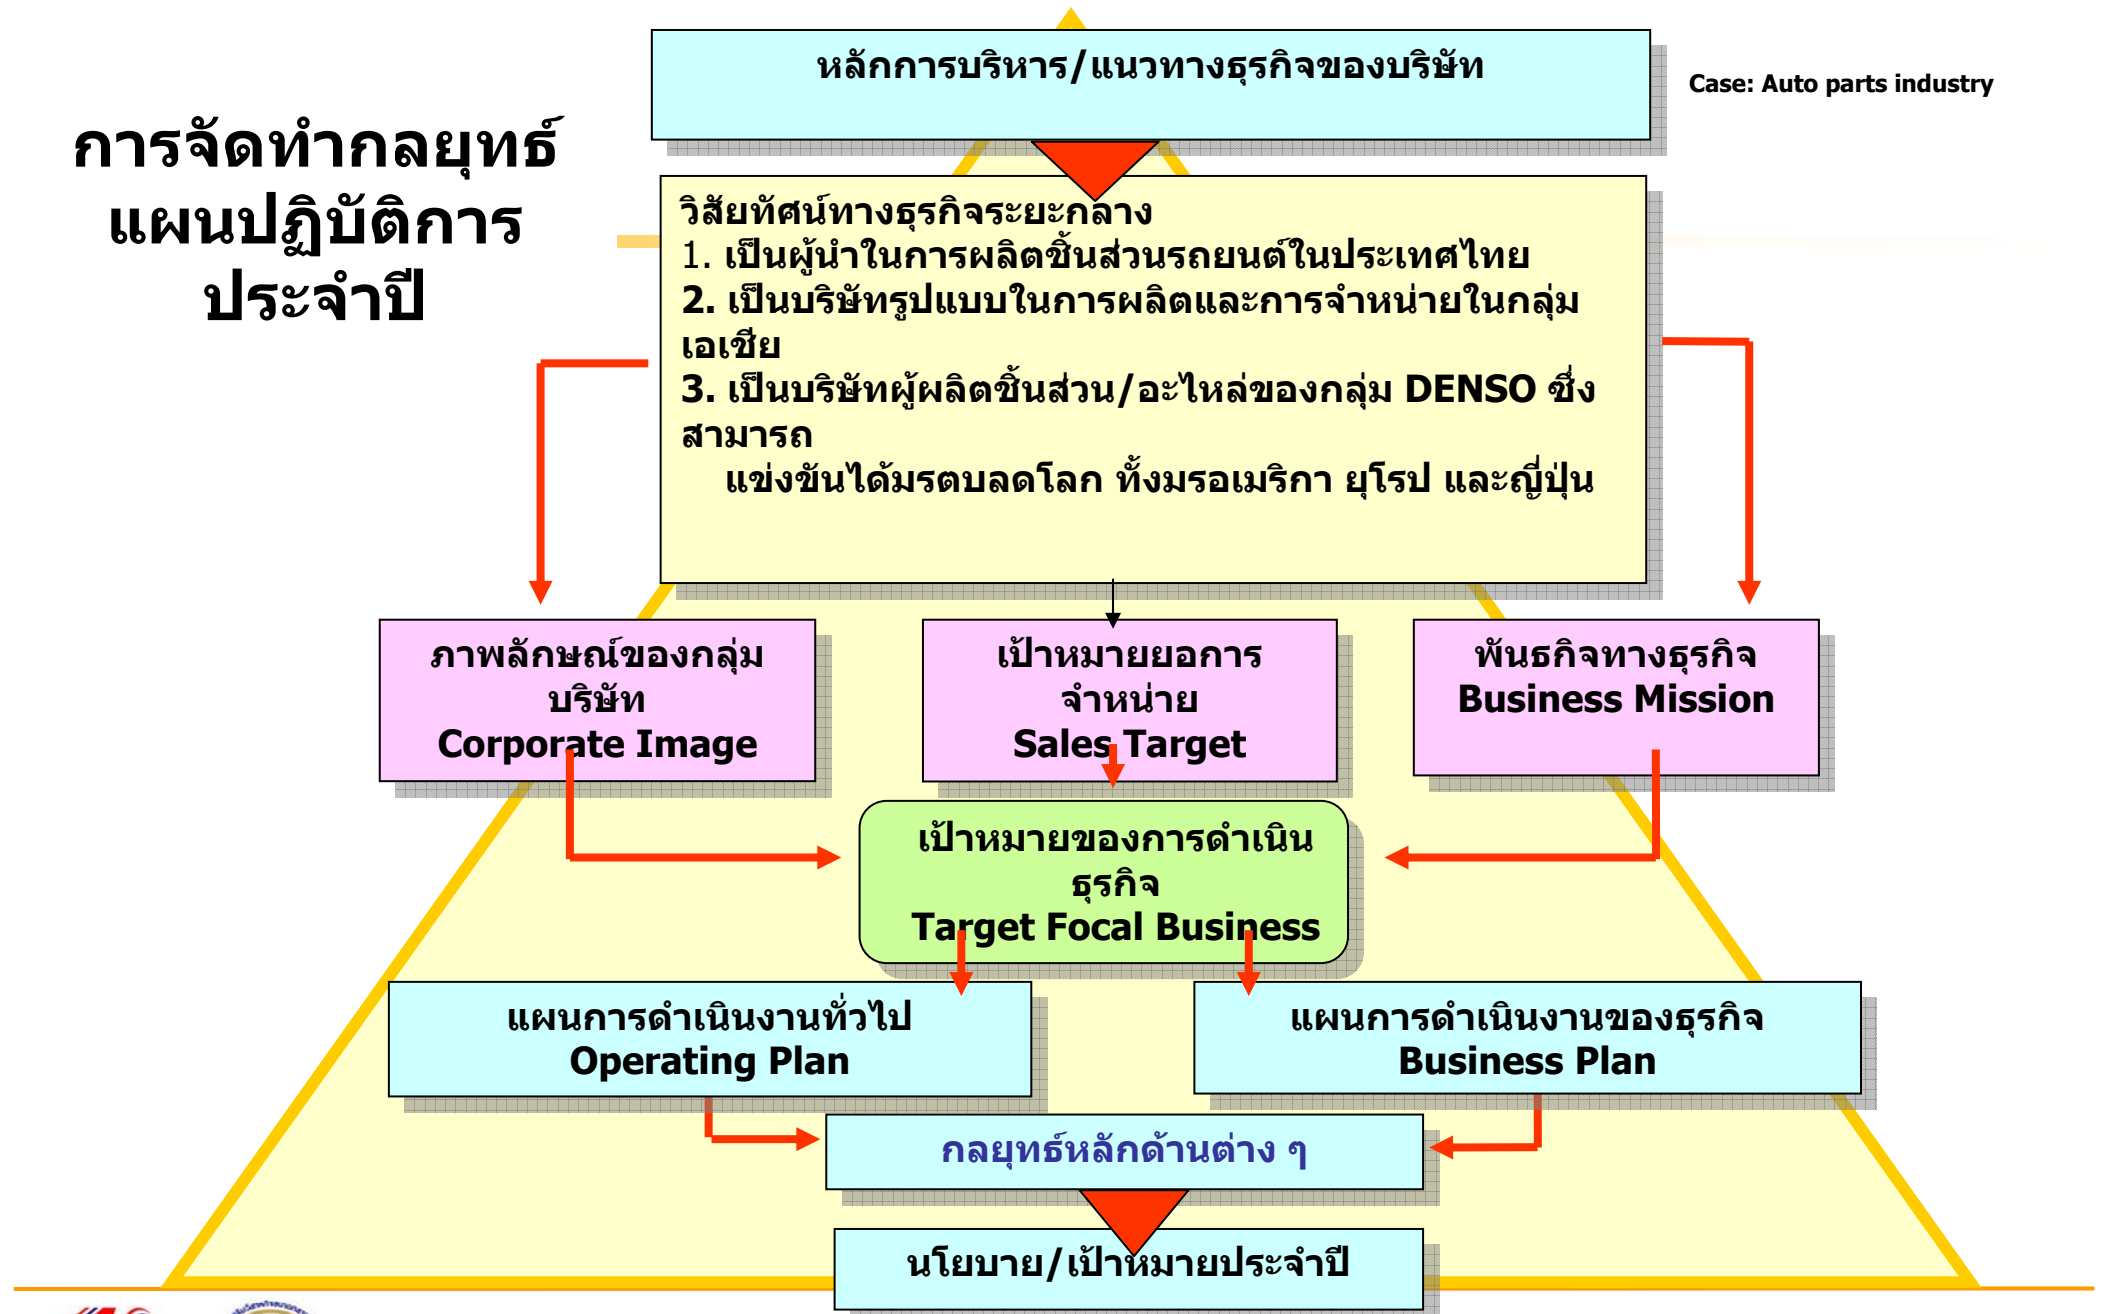 หลักการบริหาร/แนวทางธุรกิจของบริษัท
Case: Auto parts industry
การจัดทำกลยุทธ์
แผนปฏิบัติการ
ประจำปี
วิสัยทัศน์ทางธุรกิจระยะกลาง
1. เป็นผู้นำในการผลิตชิ้นส่วนรถยนต์ในประเทศไทย
2. เป็นบริษัทรูปแบบในการผลิตและการจำหน่ายในกลุ่ม
เอเชีย
3. เป็นบริษัทผู้ผลิตชิ้นส่วน/อะไหล่ของกลุ่ม DENSO ซึ่ง
สามารถ
แข่งขันได้มรตบลดโลก ทั้งมรอเมริกา ยุโรป และญี่ปุ่น
ภาพลักษณ์ของกลุ่ม
บริษัท
Corporate Image
เป้าหมายยอการ
จำหน่าย
Sales Target
พันธกิจทางธุรกิจ
Business Mission
เป้าหมายของการดำเนิน
ธุรกิจ
Target Focal Business
แผนการดำเนินงานทั่วไป
Operating Plan
แผนการดำเนินงานของธุรกิจ
Business Plan
กลยุทธ์หลักด้านต่าง ๆ
นโยบาย/เป้าหมายประจำปี